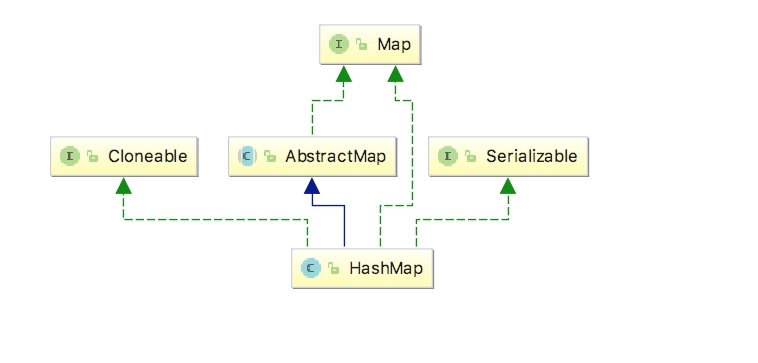 I Map
I Cloneable
C AbstractMap
I Serializable
C HashMap